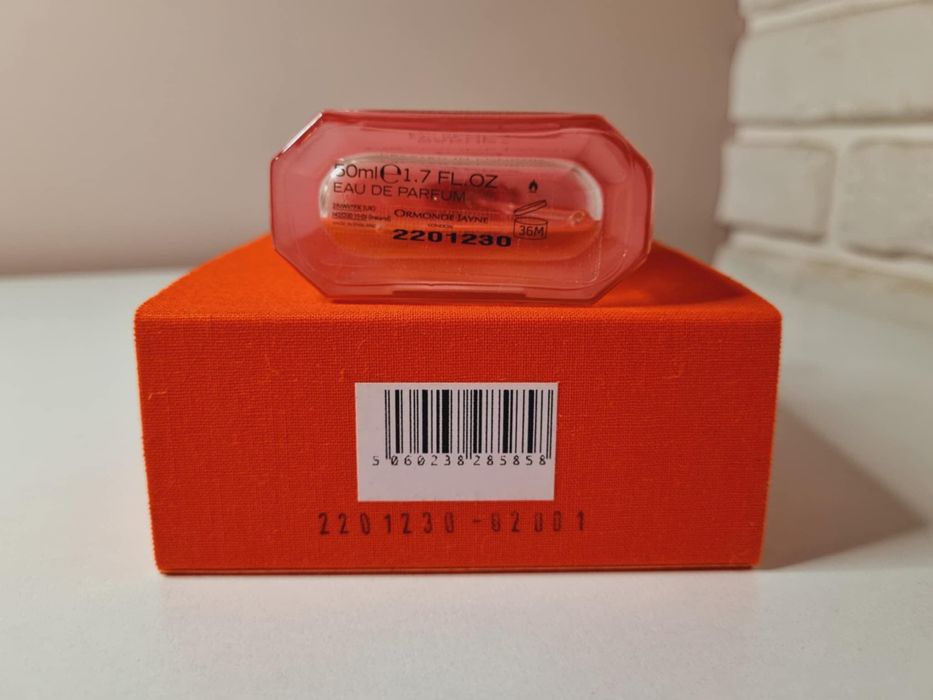 50ml ℮ 1.7 FL.OZ
EAU DE PARFUM
ORMONDE JAYNE
LONDON
36M
2201230
5 060238 285858
2201230-02001